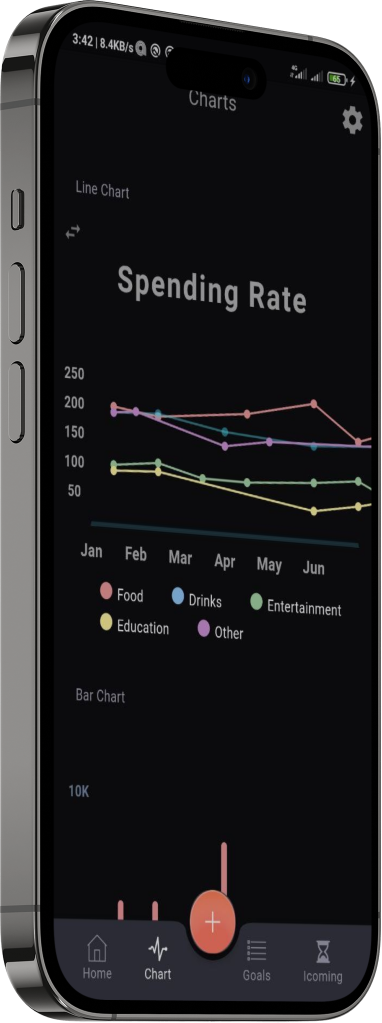 3:42 | 8.4KB/s
4G 65
Charts
Line Chart
Spending Rate
250
200
150
100
50
Jan Feb Mar Apr May Jun
Food Drinks Entertainment
Education Other
Bar Chart
10K
+
Home Chart Goals Icoming